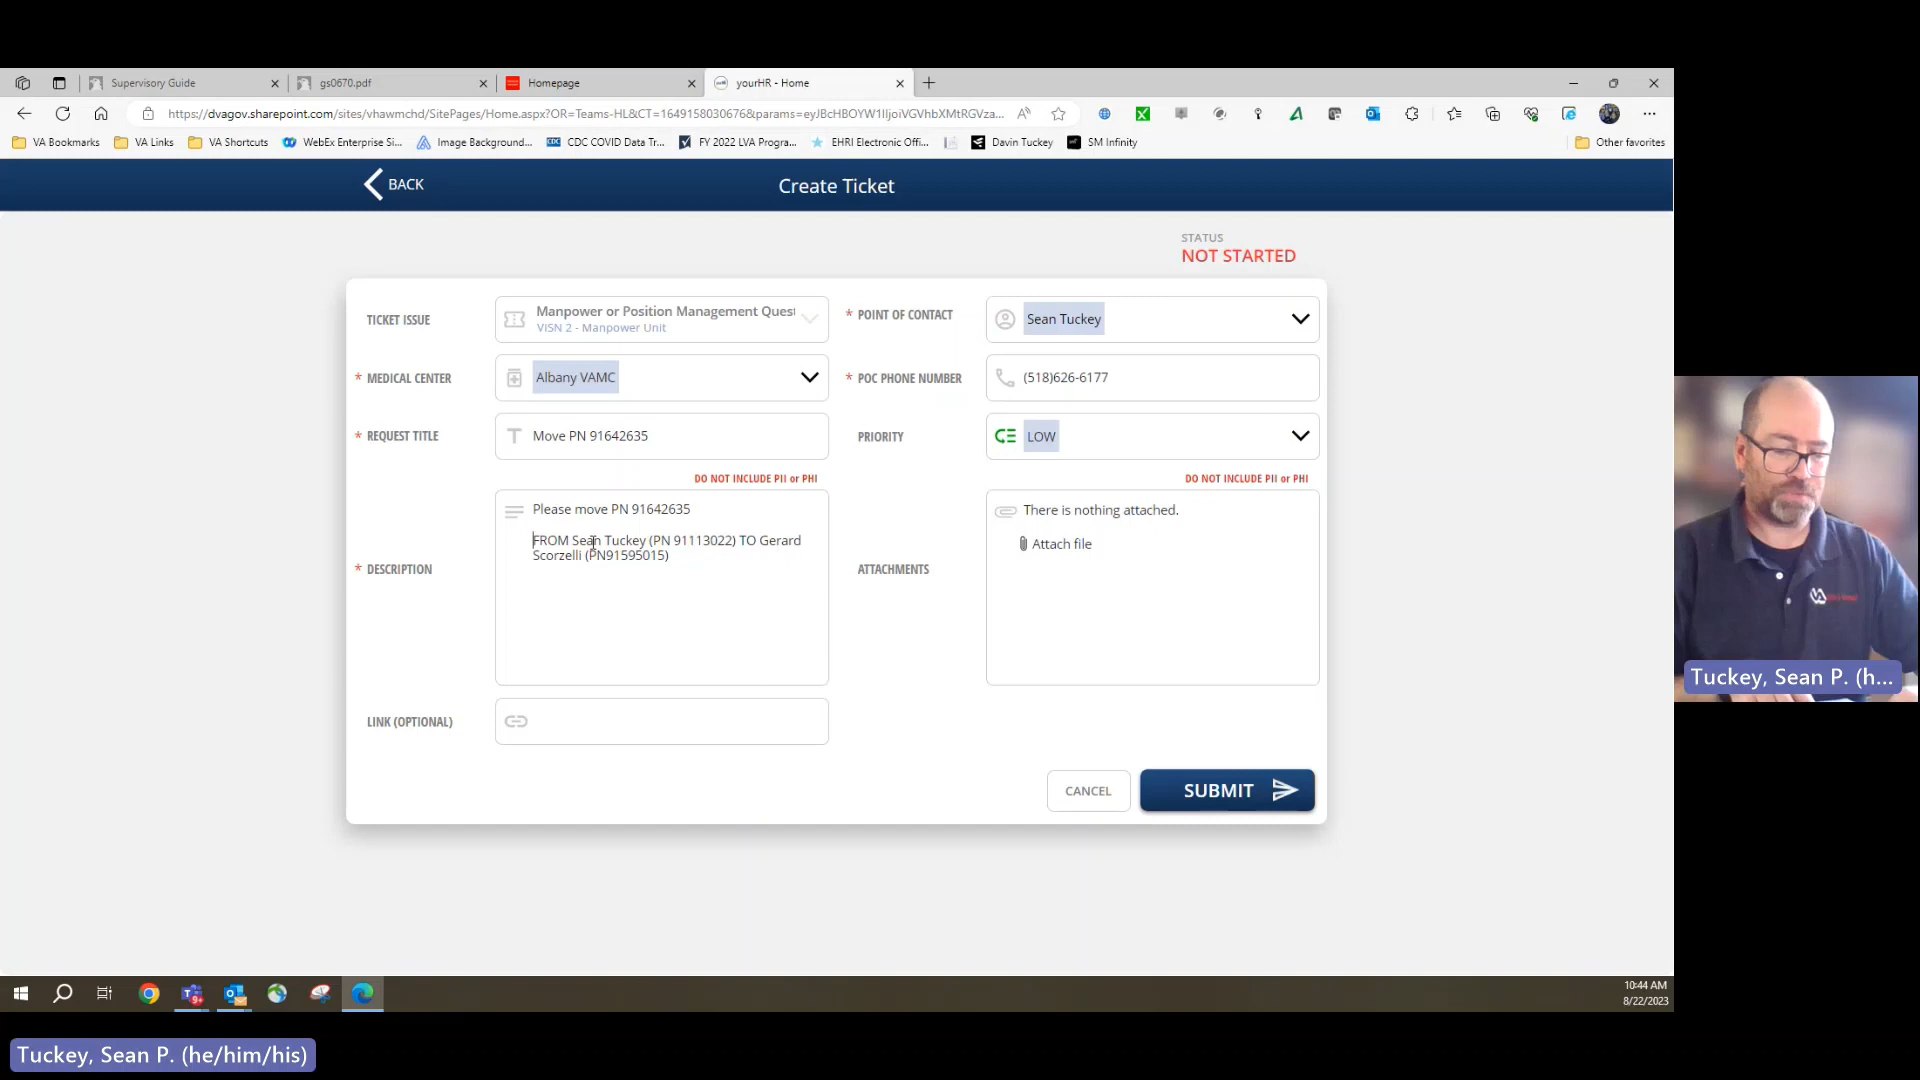 Supervisory Guide
gs0670.pdf
Homepage
yourHR - Home
https://dvagov.sharepoint.com/sites/vhawmchd/SitePages/Home.aspx?OR=Teams-HL&CT=1649158030676&params=eyJBcHBOYW1lIjoiVGVhbXMtRGVza...
VA Bookmarks
VA Links
VA Shortcuts
WebEx Enterprise Si...
Image Background...
CDC COVID Data Tr...
FY 2022 LVA Progra...
EHRI Electronic Offi...
Davin Tuckey
SM Infinity
Other favorites
BACK
Create Ticket
STATUS
NOT STARTED
TICKET ISSUE
Manpower or Position Management Quest
VISN 2 - Manpower Unit
* POINT OF CONTACT
Sean Tuckey
* MEDICAL CENTER
Albany VAMC
* POC PHONE NUMBER
(518)626-6177
* REQUEST TITLE
Move PN 91642635
PRIORITY
LOW
DO NOT INCLUDE PII or PHI
DO NOT INCLUDE PII or PHI
* DESCRIPTION
Please move PN 91642635
FROM Sean Tuckey (PN 91113022) TO Gerard
Scorzelli (PN91595015)
ATTACHMENTS
There is nothing attached.
Attach file
LINK (OPTIONAL)
CANCEL
SUBMIT
10:44 AM
8/22/2023
Tuckey, Sean P. (h...
Tuckey, Sean P. (he/him/his)